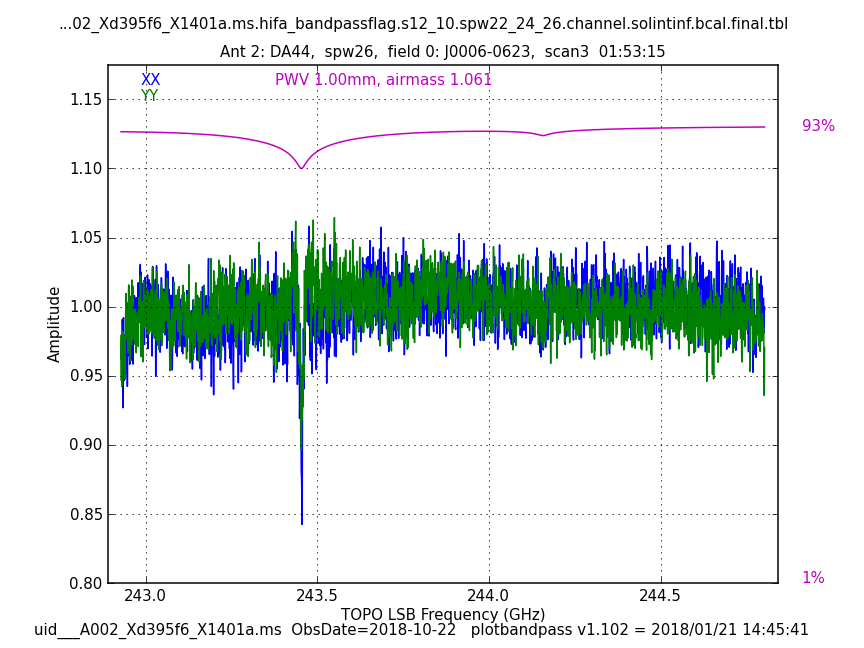 ...02_Xd395f6_X1401a.ms.hifa_bandpassflag.s12_10.spw22_24_26.channel.solintinf.bcal.final.tbl
Ant 2: DA44,  spw26,  field 0: J0006-0623,  scan3  01:53:15
XX
PWV 1.00mm, airmass 1.061
YY
1.15
93%
1.10
1.05
1.00
Amplitude
0.95
0.90
0.85
0.80
1%
243.0 243.5 244.0 244.5
TOPO LSB Frequency (GHz)
uid___A002_Xd395f6_X1401a.ms  ObsDate=2018-10-22   plotbandpass v1.102 = 2018/01/21 14:45:41